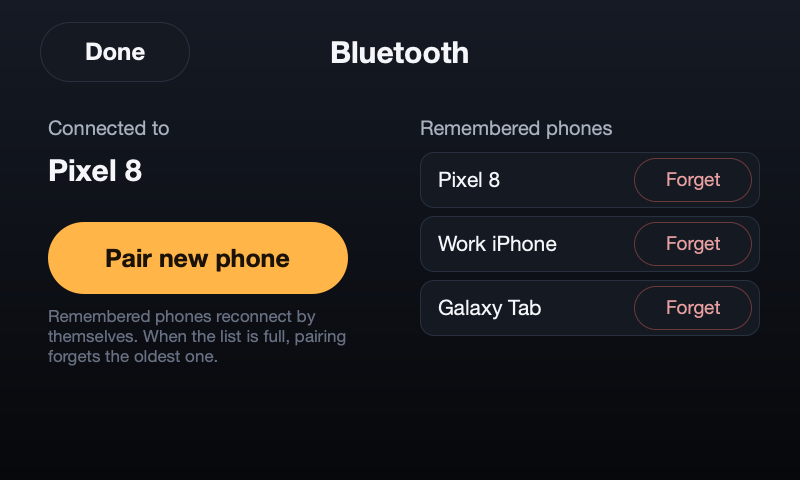 Done
Bluetooth
Connected to
Pixel 8
Pair new phone
Remembered phones reconnect by
themselves. When the list is full, pairing
forgets the oldest one.
Remembered phones
Pixel 8
Forget
Work iPhone
Forget
Galaxy Tab
Forget